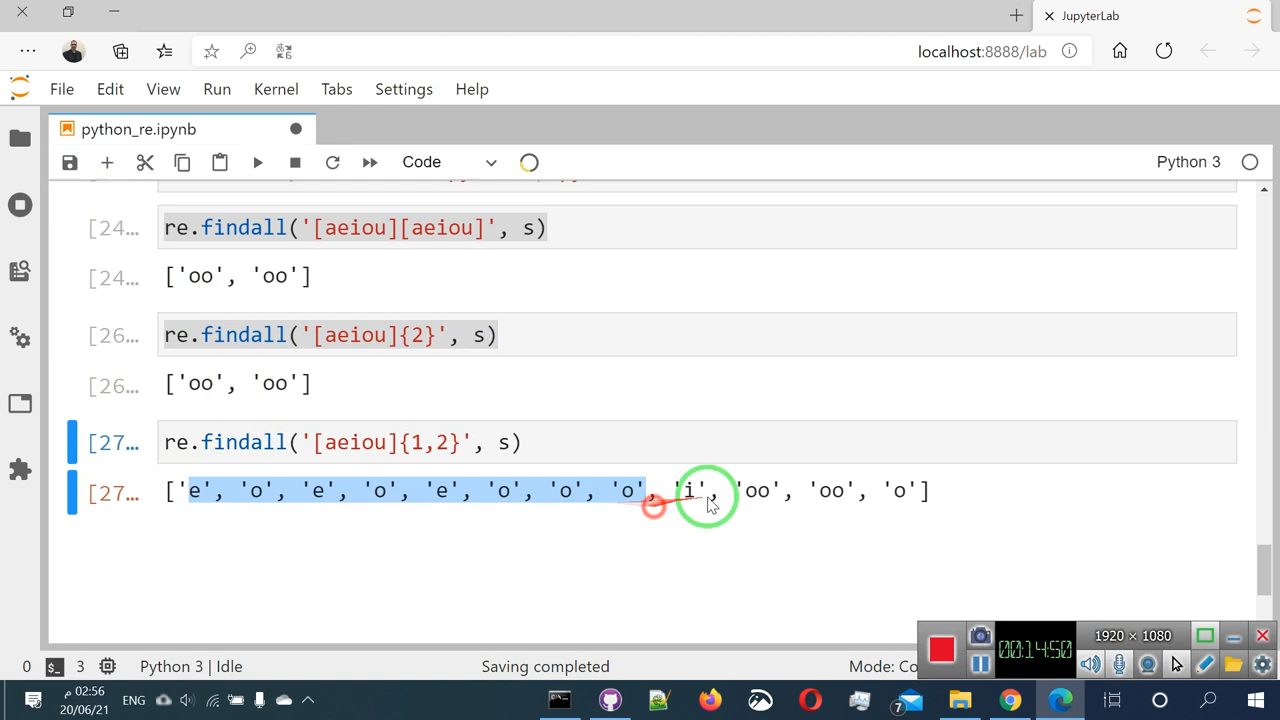 JupyterLab
localhost:8888/lab
File Edit View Run Kernel Tabs Settings Help
python_re.ipynb
Code
Python 3
[24...
re.findall('[aeiou][aeiou]', s)
[24...
['oo', 'oo']
[26...
re.findall('[aeiou]{2}', s)
[26...
['oo', 'oo']
[27...
re.findall('[aeiou]{1,2}', s)
[27...
['e', 'o', 'e', 'o', 'e', 'o', 'o', 'o', 'i', 'oo', 'oo', 'o']
00:14:50
1920 × 1080
0 3 Python 3 | Idle Saving completed Mode: Co
ENG
02:56 م
20/06/21
7